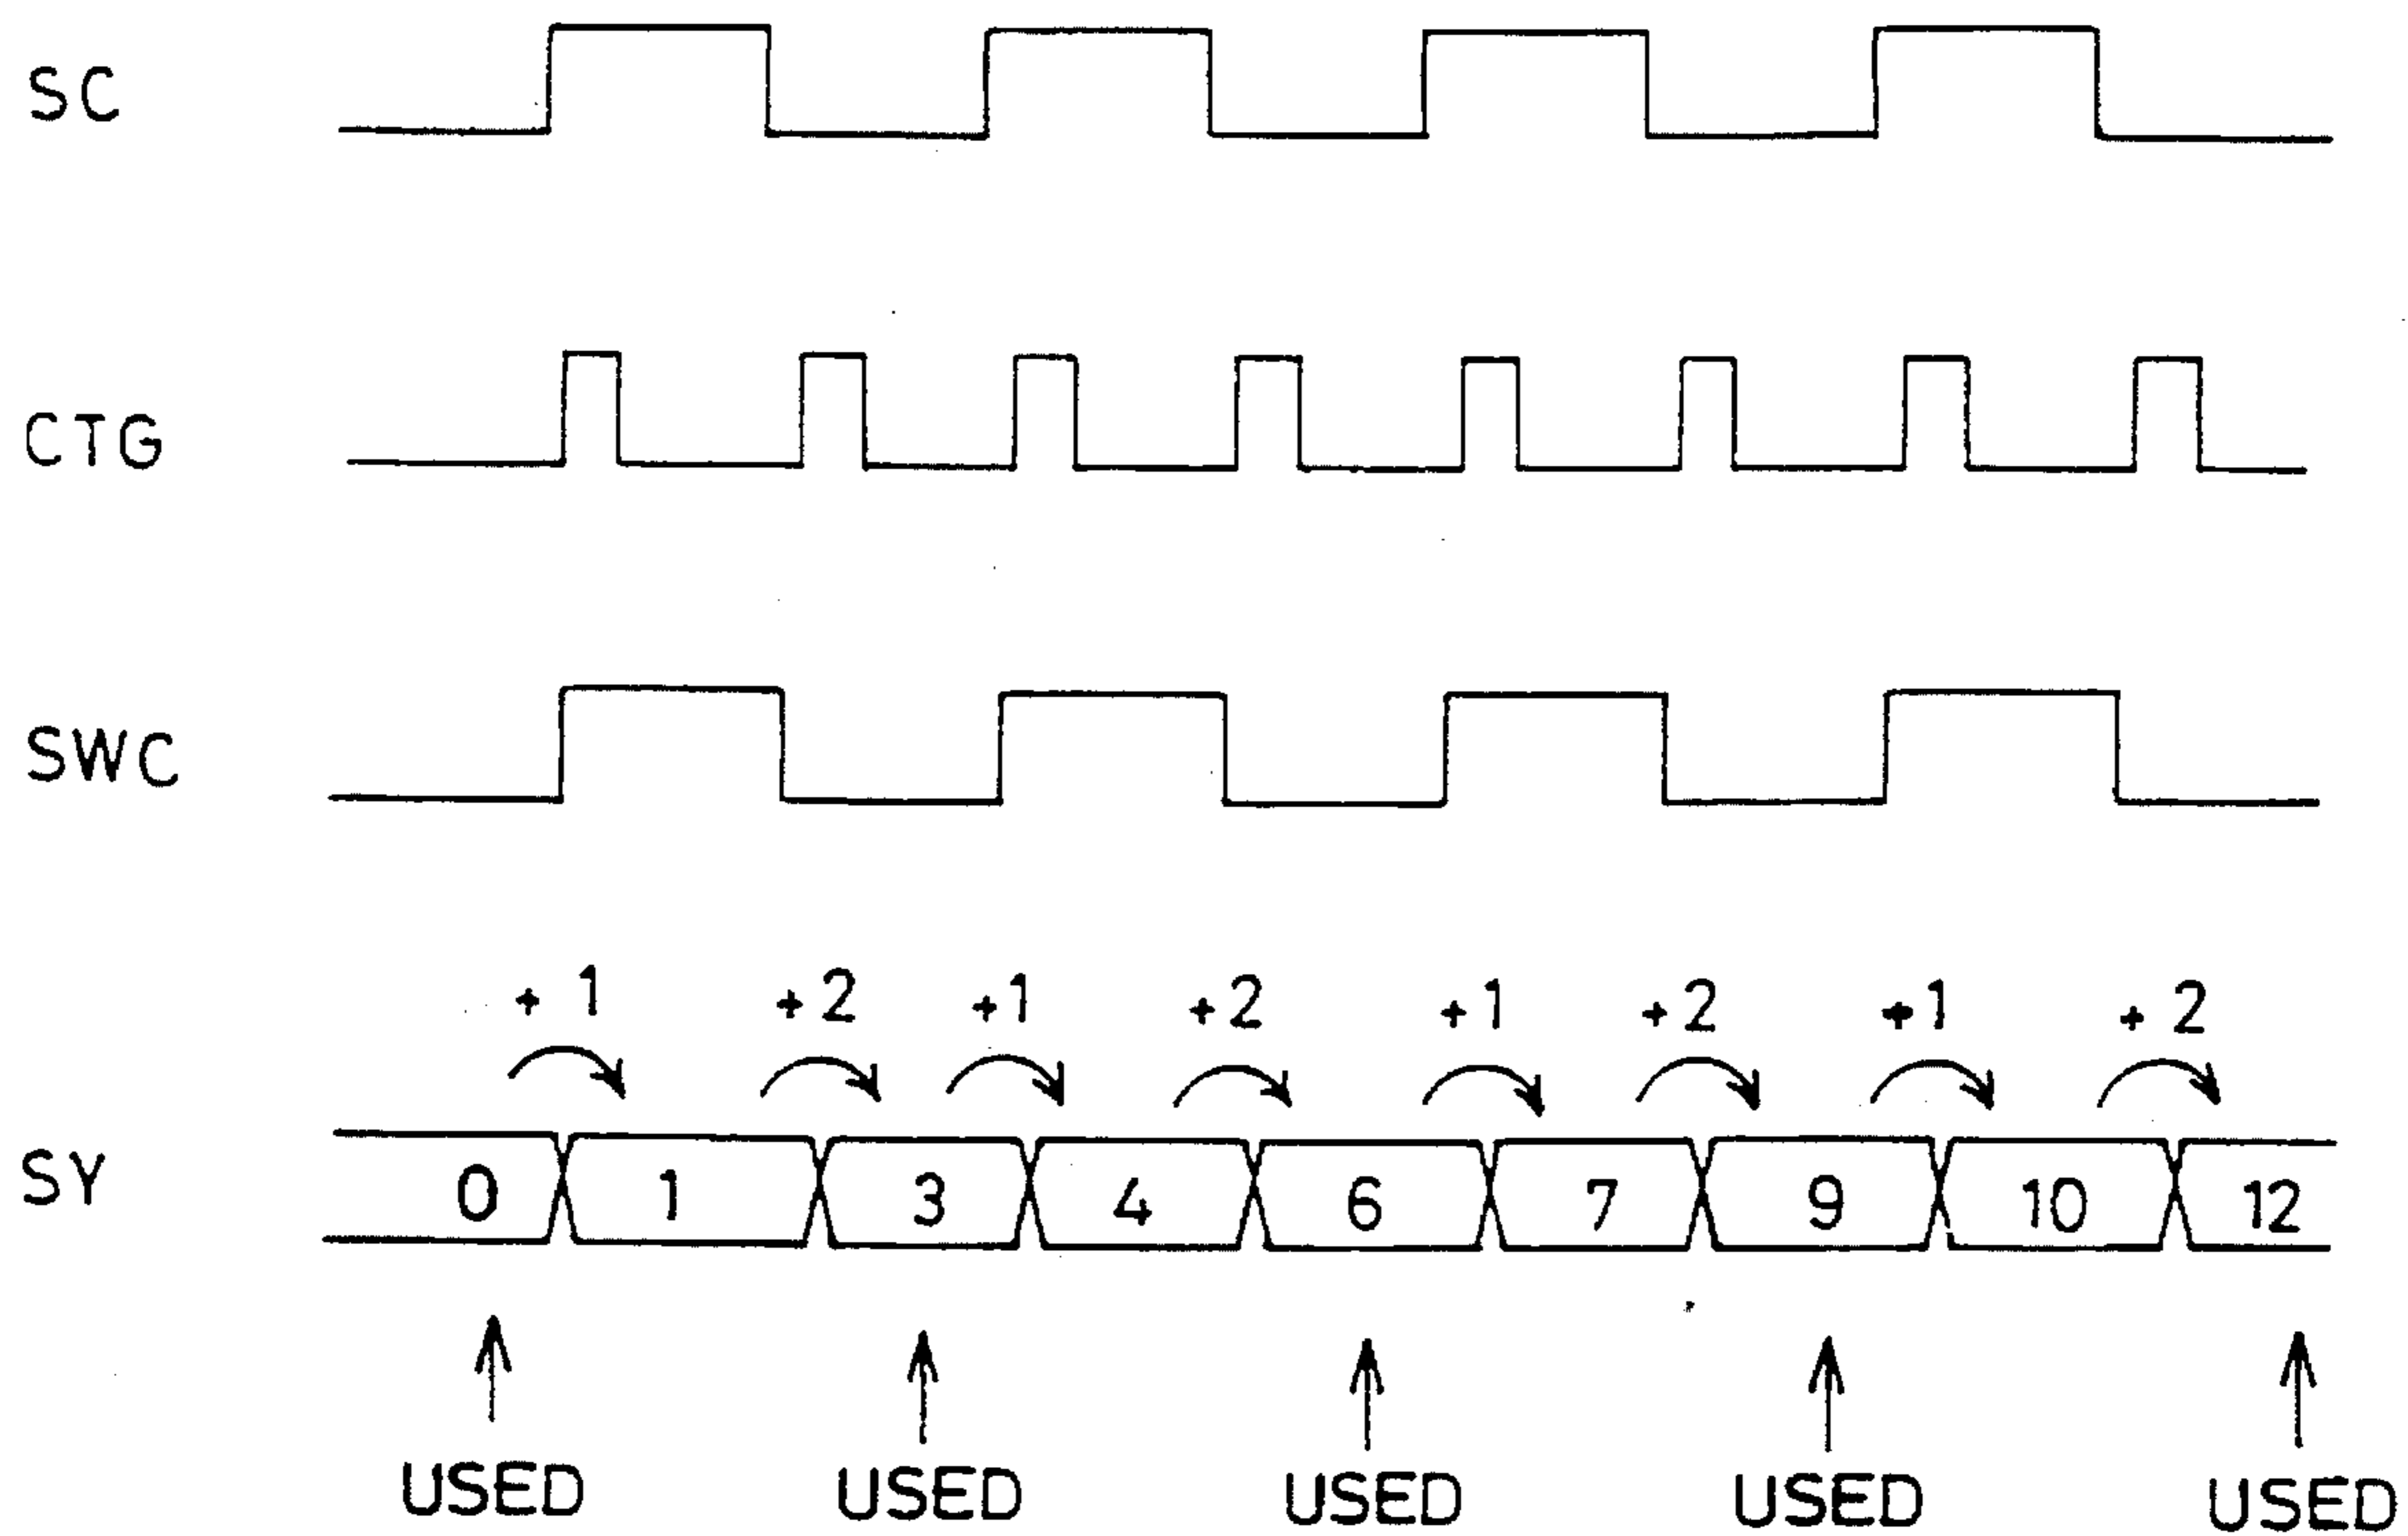 SC
CTG
SWC
+1 +2 +1 +2 +1 +2 +1 +2
SY 0 1 3 4 6 7 9 10 12
USED USED USED USED USED